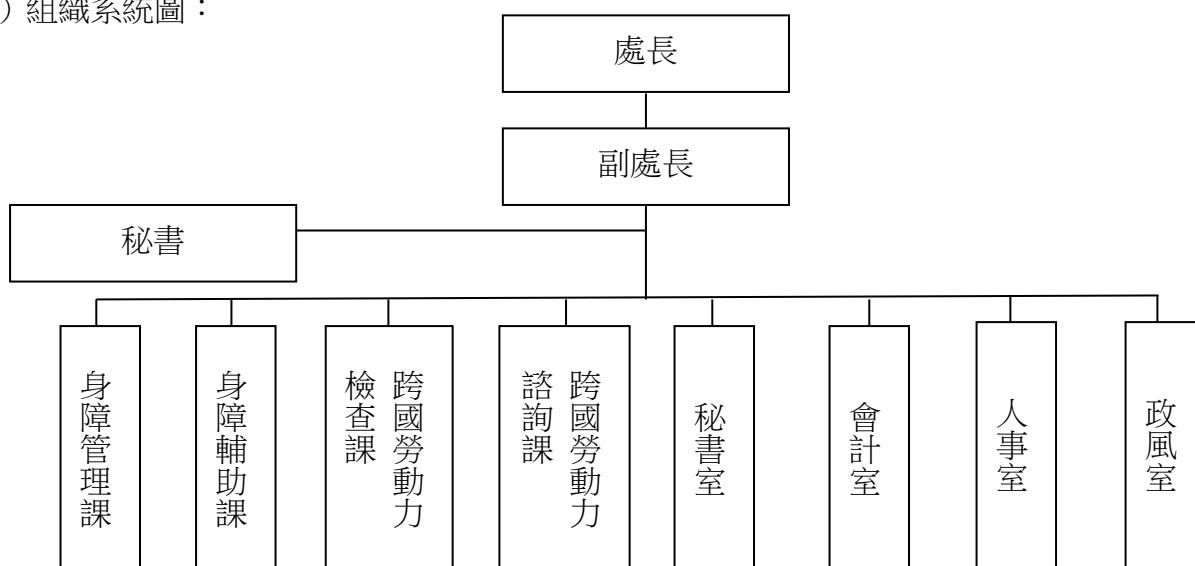 ）組織系統圖：
處長
副處長
秘書
身障管理課
身障輔助課
跨國勞動力
檢查課
跨國勞動力
諮詢課
秘書室
會計室
人事室
政風室